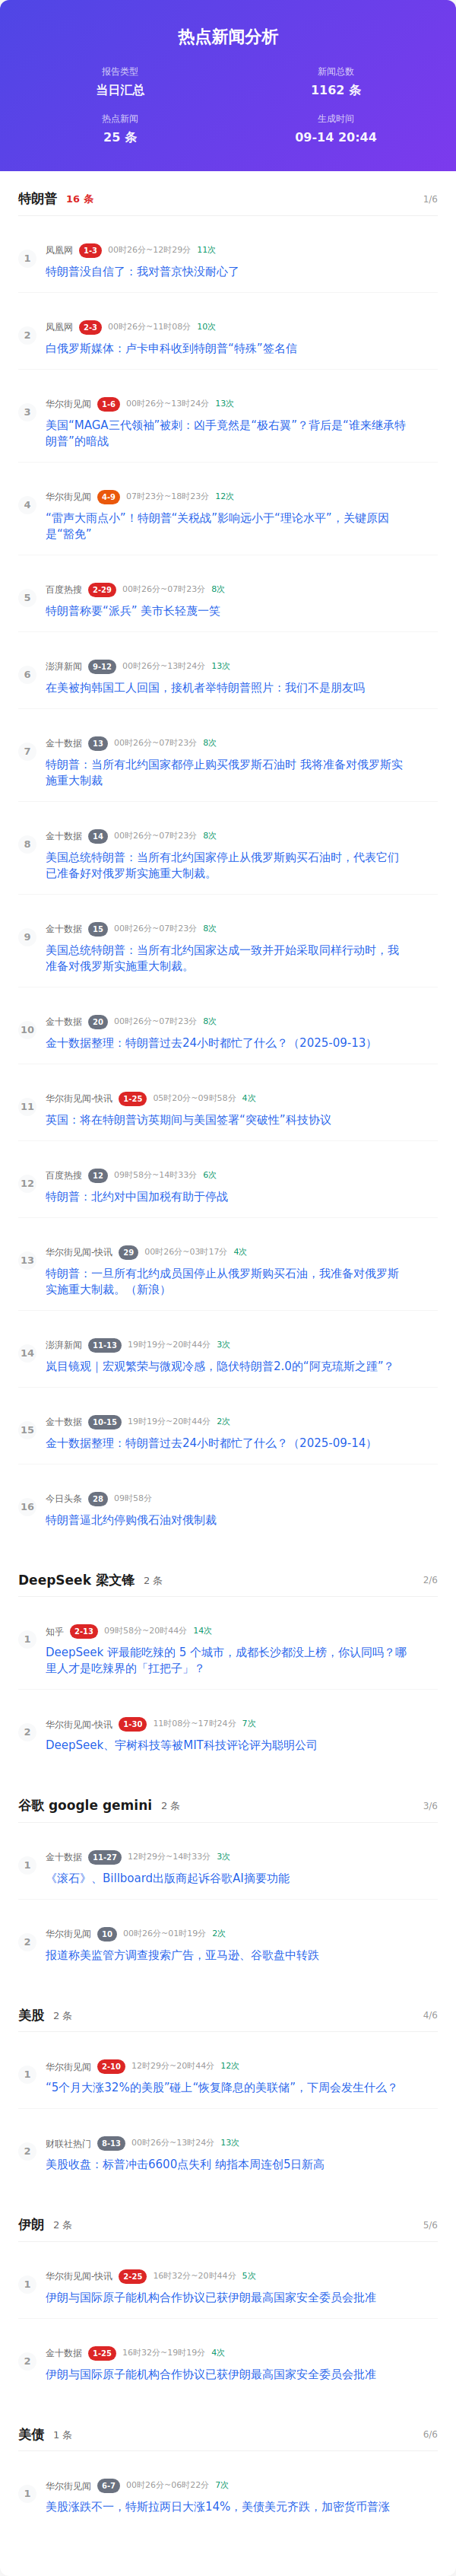 热点新闻分析
报告类型
新闻总数
当日汇总
1162 条
热点新闻
生成时间
25 条
09-14 20:44
特朗普 16 条 1/6
凤凰网 1-3 00时26分~12时29分 11次
1
特朗普没自信了：我对普京快没耐心了
凤凰网 2-3 00时26分~11时08分 10次
2
白俄罗斯媒体：卢卡申科收到特朗普“特殊”签名信
华尔街见闻 1-6 00时26分~13时24分 13次
3
美国“MAGA三代领袖”被刺：凶手竟然是“极右翼”？背后是“谁来继承特
朗普”的暗战
华尔街见闻 4-9 07时23分~18时23分 12次
4
“雷声大雨点小”！特朗普“关税战”影响远小于“理论水平”，关键原因
是“豁免”
百度热搜 2-29 00时26分~07时23分 8次
5
特朗普称要“派兵” 美市长轻蔑一笑
澎湃新闻 9-12 00时26分~13时24分 13次
6
在美被拘韩国工人回国，接机者举特朗普照片：我们不是朋友吗
金十数据 13 00时26分~07时23分 8次
7
特朗普：当所有北约国家都停止购买俄罗斯石油时 我将准备对俄罗斯实
施重大制裁
金十数据 14 00时26分~07时23分 8次
8
美国总统特朗普：当所有北约国家停止从俄罗斯购买石油时，代表它们
已准备好对俄罗斯实施重大制裁。
金十数据 15 00时26分~07时23分 8次
9
美国总统特朗普：当所有北约国家达成一致并开始采取同样行动时，我
准备对俄罗斯实施重大制裁。
金十数据 20 00时26分~07时23分 8次
10
金十数据整理：特朗普过去24小时都忙了什么？（2025-09-13）
华尔街见闻-快讯 1-25 05时20分~09时58分 4次
11
英国：将在特朗普访英期间与美国签署“突破性”科技协议
百度热搜 12 09时58分~14时33分 6次
12
特朗普：北约对中国加税有助于停战
华尔街见闻-快讯 29 00时26分~03时17分 4次
13
特朗普：一旦所有北约成员国停止从俄罗斯购买石油，我准备对俄罗斯
实施重大制裁。（新浪）
澎湃新闻 11-13 19时19分~20时44分 3次
14
岚目镜观｜宏观繁荣与微观冷感，隐伏特朗普2.0的“阿克琉斯之踵”？
金十数据 10-15 19时19分~20时44分 2次
15
金十数据整理：特朗普过去24小时都忙了什么？（2025-09-14）
今日头条 28 09时58分
16
特朗普逼北约停购俄石油对俄制裁
DeepSeek 梁文锋 2 条 2/6
知乎 2-13 09时58分~20时44分 14次
1
DeepSeek 评最能吃辣的 5 个城市，成都长沙都没上榜，你认同吗？哪
里人才是吃辣界的「扛把子」？
华尔街见闻-快讯 1-30 11时08分~17时24分 7次
2
DeepSeek、宇树科技等被MIT科技评论评为聪明公司
谷歌 google gemini 2 条 3/6
金十数据 11-27 12时29分~14时33分 3次
1
《滚石》、Billboard出版商起诉谷歌AI摘要功能
华尔街见闻 10 00时26分~01时19分 2次
2
报道称美监管方调查搜索广告，亚马逊、谷歌盘中转跌
美股 2 条 4/6
华尔街见闻 2-10 12时29分~20时44分 12次
1
“5个月大涨32%的美股”碰上“恢复降息的美联储”，下周会发生什么？
财联社热门 8-13 00时26分~13时24分 13次
2
美股收盘：标普冲击6600点失利 纳指本周连创5日新高
伊朗 2 条 5/6
华尔街见闻-快讯 2-25 16时32分~20时44分 5次
1
伊朗与国际原子能机构合作协议已获伊朗最高国家安全委员会批准
金十数据 1-25 16时32分~19时19分 4次
2
伊朗与国际原子能机构合作协议已获伊朗最高国家安全委员会批准
美债 1 条 6/6
华尔街见闻 6-7 00时26分~06时22分 7次
1
美股涨跌不一，特斯拉两日大涨14%，美债美元齐跌，加密货币普涨